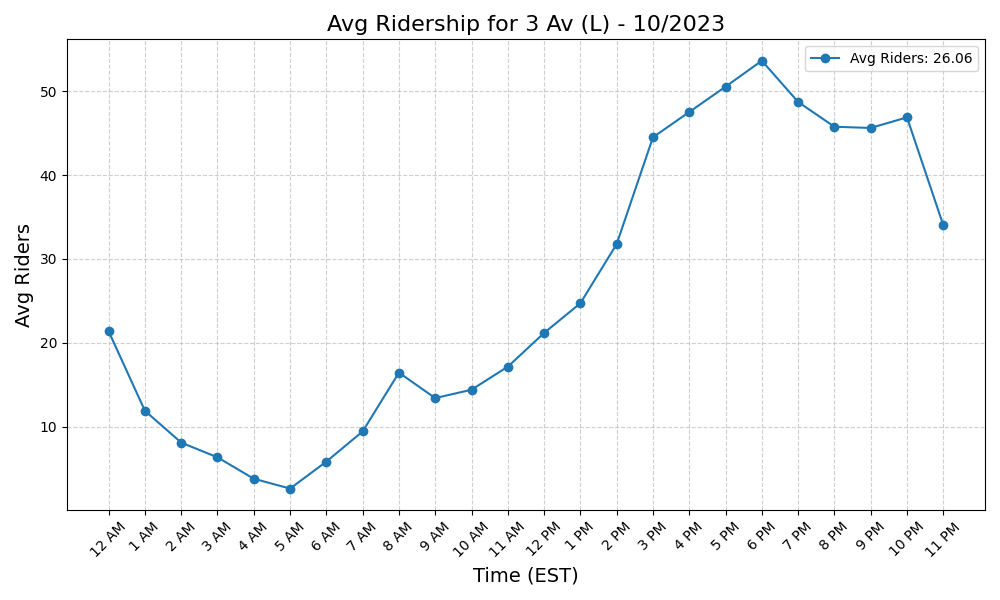 Avg Ridership for 3 Av (L) - 10/2023
Avg Riders: 26.06
Avg Riders
50
40
30
20
10
12 AM
1 AM
2 AM
3 AM
4 AM
5 AM
6 AM
7 AM
8 AM
9 AM
10 AM
11 AM
12 PM
1 PM
2 PM
3 PM
4 PM
5 PM
6 PM
7 PM
8 PM
9 PM
10 PM
11 PM
Time (EST)